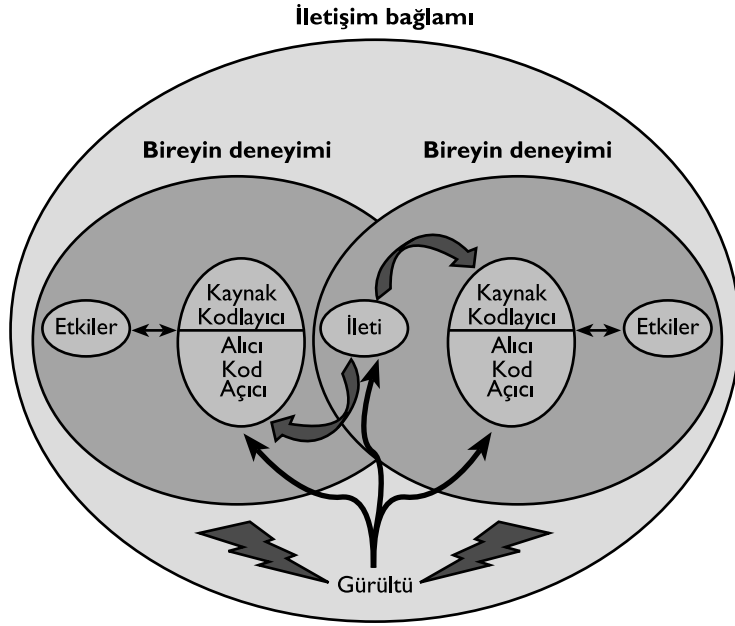 İletişim bağlamı
Bireyin deneyimi
Bireyin deneyimi
Etkiler
Kaynak
Kodlayıcı
Alıcı
Kod
Açıcı
İleti
Kaynak
Kodlayıcı
Alıcı
Kod
Açıcı
Etkiler
Gürültü